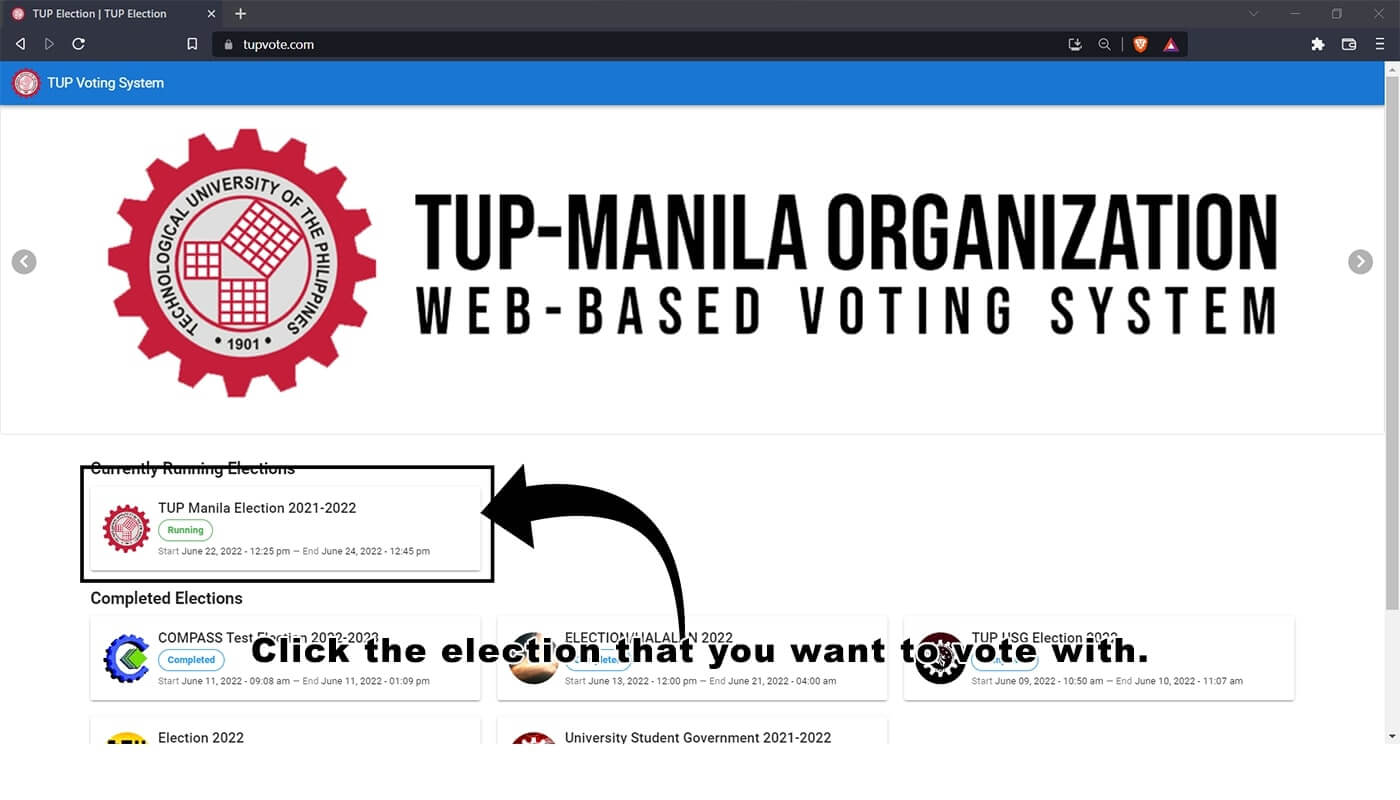 TUP Election | TUP Election
tupvote.com
TUP Voting System
TECHNOLOGICAL UNIVERSITY OF THE PHILIPPINES
• 1901 •
TUP-MANILA ORGANIZATION
WEB-BASED VOTING SYSTEM
Currently Running Elections
TUP Manila Election 2021-2022
Running
Start June 22, 2022 - 12:25 pm — End June 24, 2022 - 12:45 pm
Completed Elections
COMPASS Test Election 2022-2023
Completed
Start June 11, 2022 - 09:08 am — End June 11, 2022 - 01:09 pm
2022
Start June 13, 2022 - 12:00 pm — End June 21, 2022 - 04:00 am
TUP USG Election 2022
Start June 09, 2022 - 10:50 am — End June 10, 2022 - 11:07 am
Click the election that you want to vote with.
Election 2022
University Student Government 2021-2022